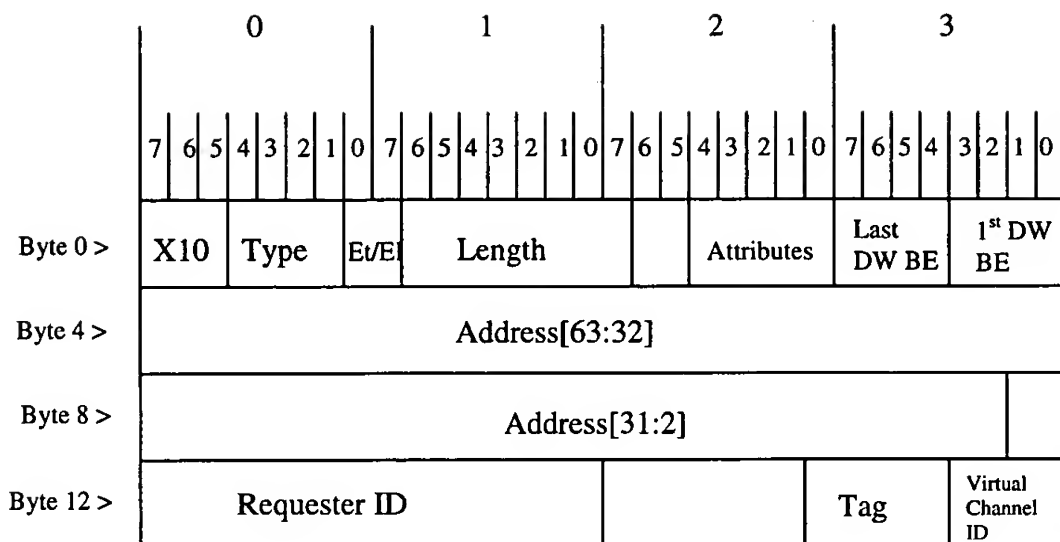 0 1 2 3
7 6 5 4 3 2 1 0 7 6 5 4 3 2 1 0 7 6 5 4 3 2 1 0 7 6 5 4 3 2 1 0
Byte 0 > X10 Type Et/El Length Attributes Last DW BE 1st DW BE
Byte 4 > Address[63:32]
Byte 8 > Address[31:2]
Byte 12 > Requester ID Tag Virtual Channel ID